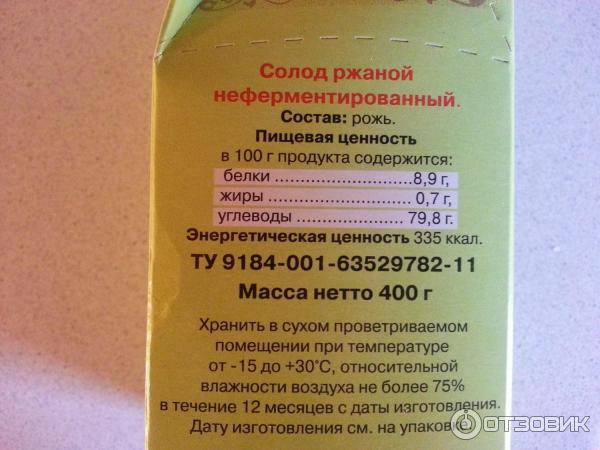 Солод ржаной
неферментированный.
Состав: рожь.
Пищевая ценность
в 100 г продукта содержится:
белки ........................8,9 г,
жиры ........................ 0,7 г,
углеводы ..................79,8 г.
Энергетическая ценность 335 ккал.
ТУ 9184-001-63529782-11
Масса нетто 400 г
Хранить в сухом проветриваемом
помещении при температуре
от -15 до +30°С, относительной
влажности воздуха не более 75%
в течение 12 месяцев с даты изготовления.
Дату изготовления см. на упаковке.
ОТЗОВИК